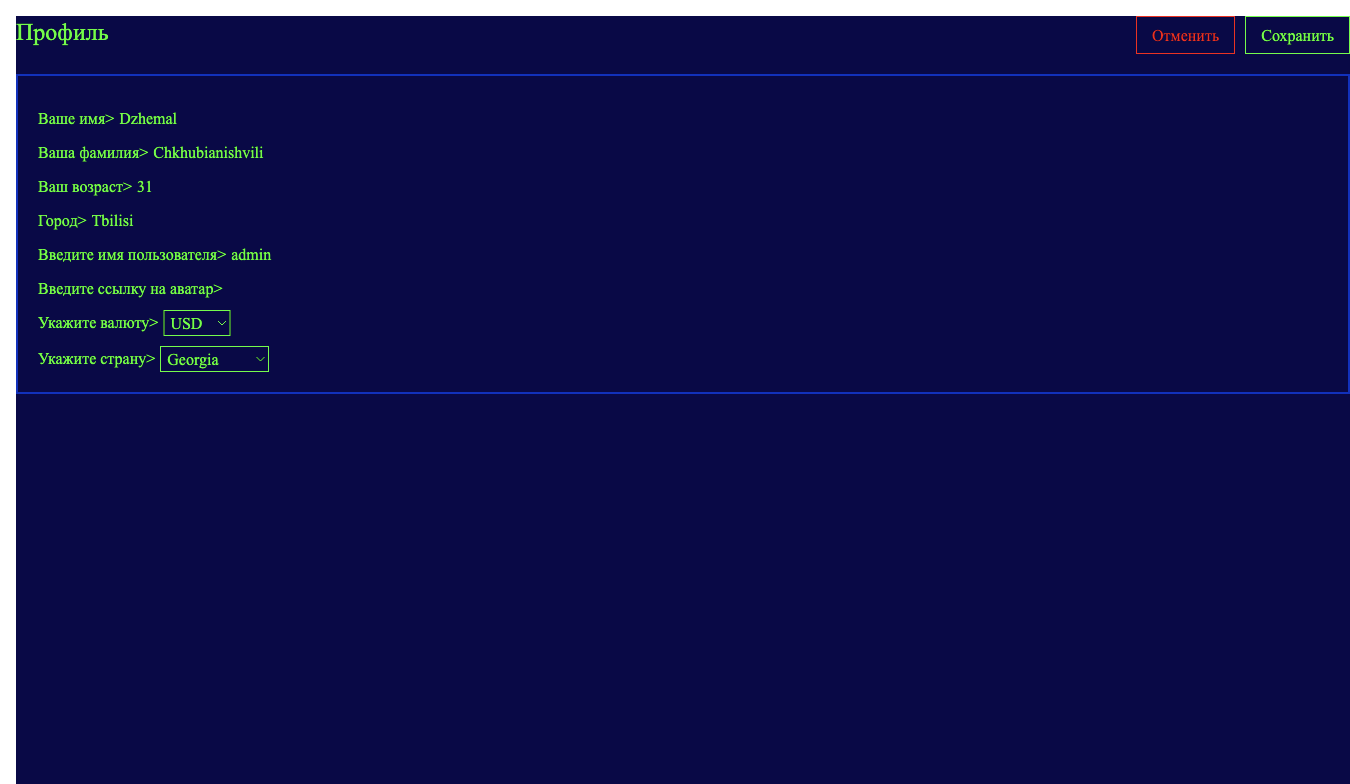 Профиль
Отменить
Сохранить
Ваше имя> Dzhemal
Ваша фамилия> Chkhubianishvili
Ваш возраст> 31
Город> Tbilisi
Введите имя пользователя> admin
Введите ссылку на аватар>
Укажите валюту> USD
Укажите страну> Georgia